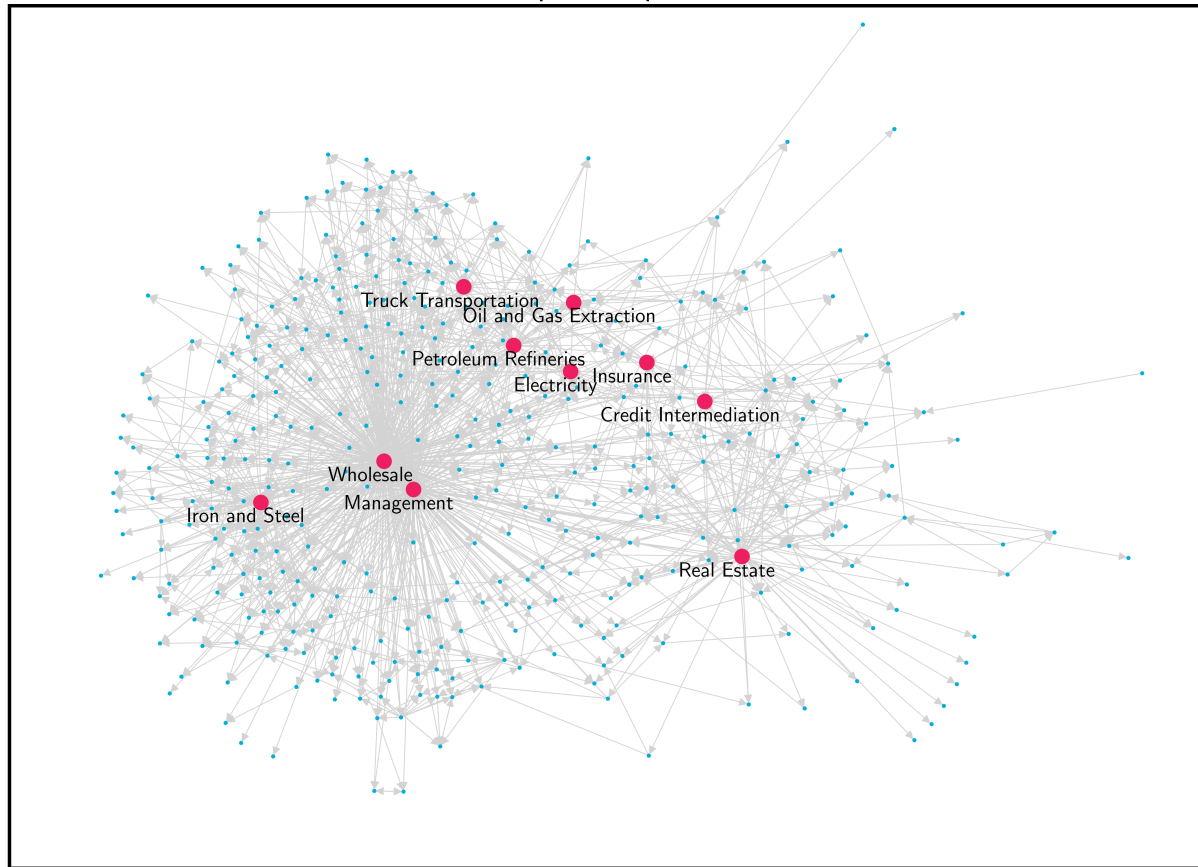 Truck Transportation
Oil and Gas Extraction
Petroleum Refineries
Insurance
Electricity
Credit Intermediation
Wholesale
Management
Iron and Steel
Real Estate